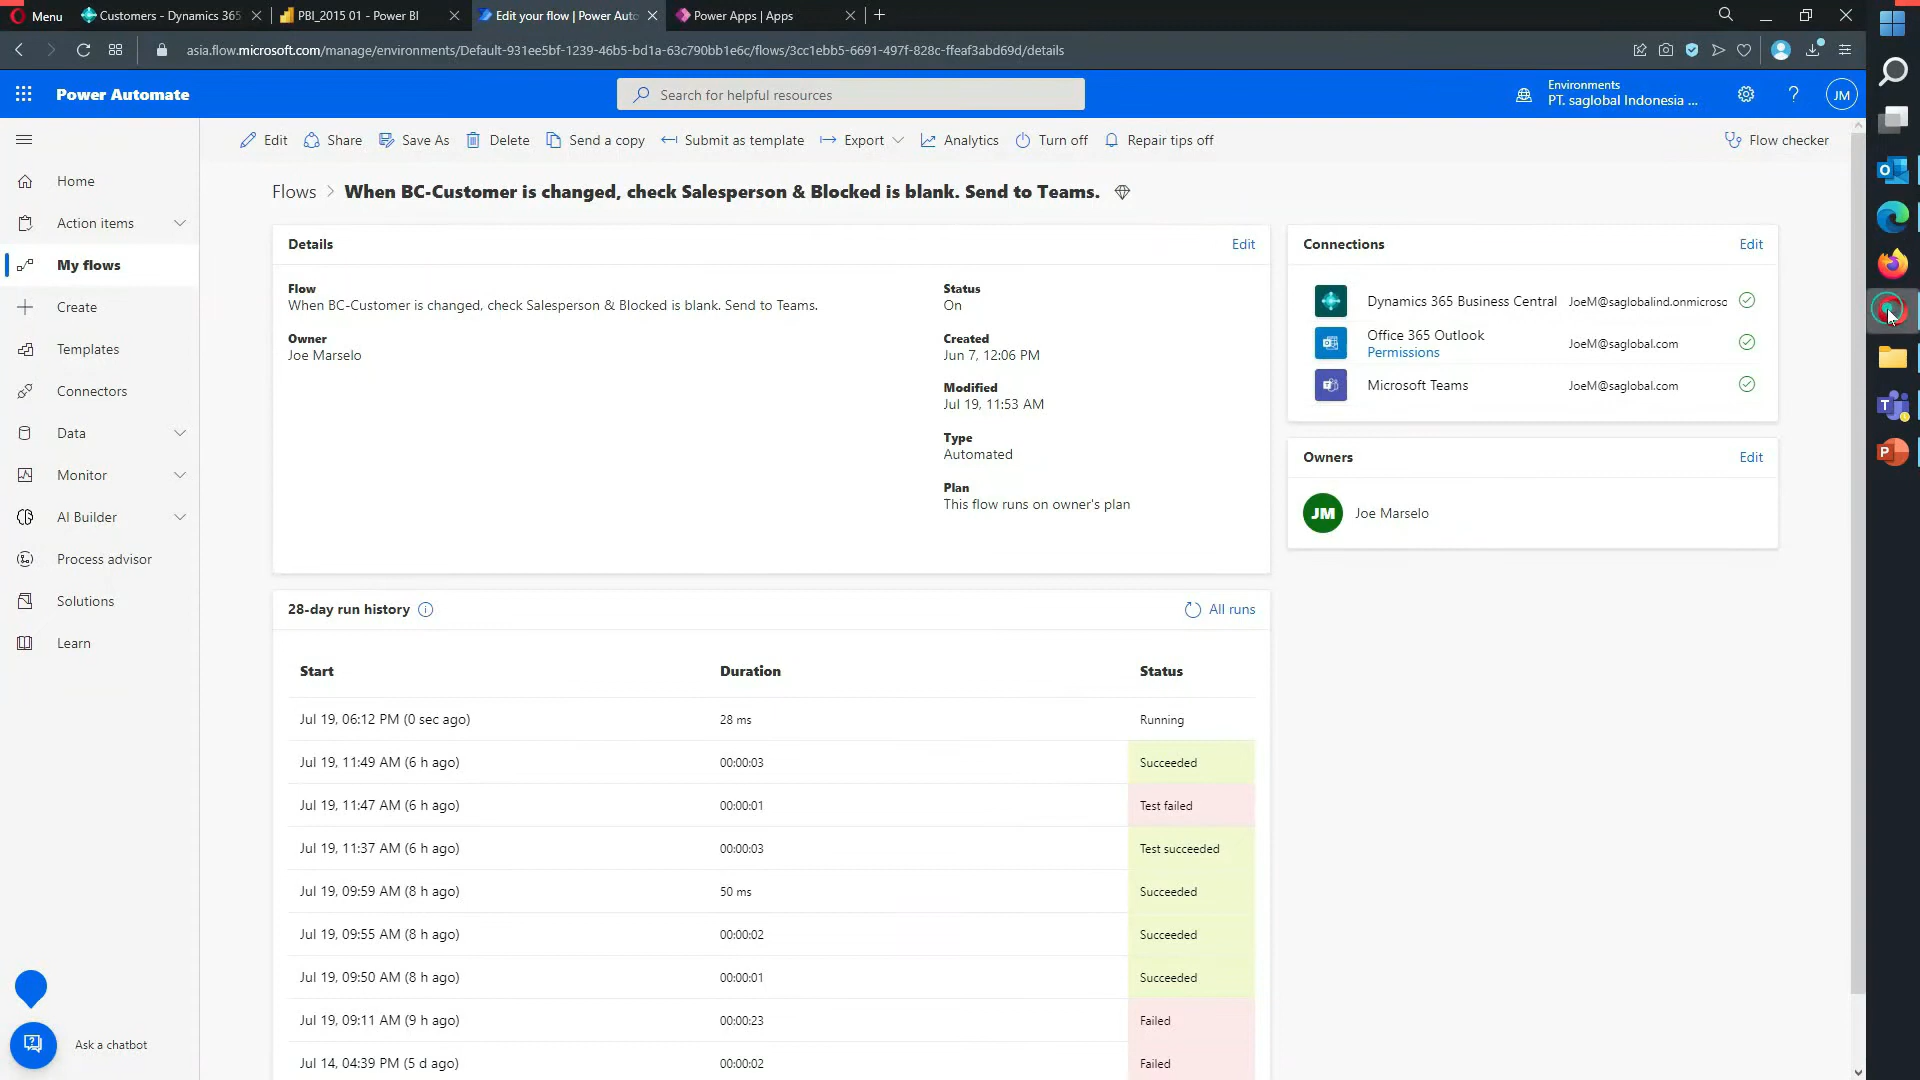 Menu
Customers - Dynamics 365
PBI_2015 01 - Power BI
Edit your flow | Power Auto
Power Apps | Apps
asia.flow.microsoft.com/manage/environments/Default-931ee5bf-1239-46b5-bd1a-63c790bb1e6c/flows/3cc1ebb5-6691-497f-828c-ffeaf3abd69d/details
Power Automate
Search for helpful resources
Environments
PT. saglobal Indonesia ...
JM
Edit
Share
Save As
Delete
Send a copy
Submit as template
Export
Analytics
Turn off
Repair tips off
Flow checker
Home
Action items
My flows
Create
Templates
Connectors
Data
Monitor
AI Builder
Process advisor
Solutions
Learn
Ask a chatbot
Flows > When BC-Customer is changed, check Salesperson & Blocked is blank. Send to Teams.
Details
Edit
Flow
When BC-Customer is changed, check Salesperson & Blocked is blank. Send to Teams.
Owner
Joe Marselo
Status
On
Created
Jun 7, 12:06 PM
Modified
Jul 19, 11:53 AM
Type
Automated
Plan
This flow runs on owner's plan
Connections
Edit
Dynamics 365 Business Central JoeM@saglobalind.onmicroso
Office 365 Outlook JoeM@saglobal.com
Permissions
Microsoft Teams JoeM@saglobal.com
Owners
Edit
JM Joe Marselo
28-day run history
All runs
Start Duration Status
Jul 19, 06:12 PM (0 sec ago) 28 ms Running
Jul 19, 11:49 AM (6 h ago) 00:00:03 Succeeded
Jul 19, 11:47 AM (6 h ago) 00:00:01 Test failed
Jul 19, 11:37 AM (6 h ago) 00:00:03 Test succeeded
Jul 19, 09:59 AM (8 h ago) 50 ms Succeeded
Jul 19, 09:55 AM (8 h ago) 00:00:02 Succeeded
Jul 19, 09:50 AM (8 h ago) 00:00:01 Succeeded
Jul 19, 09:11 AM (9 h ago) 00:00:23 Failed
Jul 14, 04:39 PM (5 d ago) 00:00:02 Failed